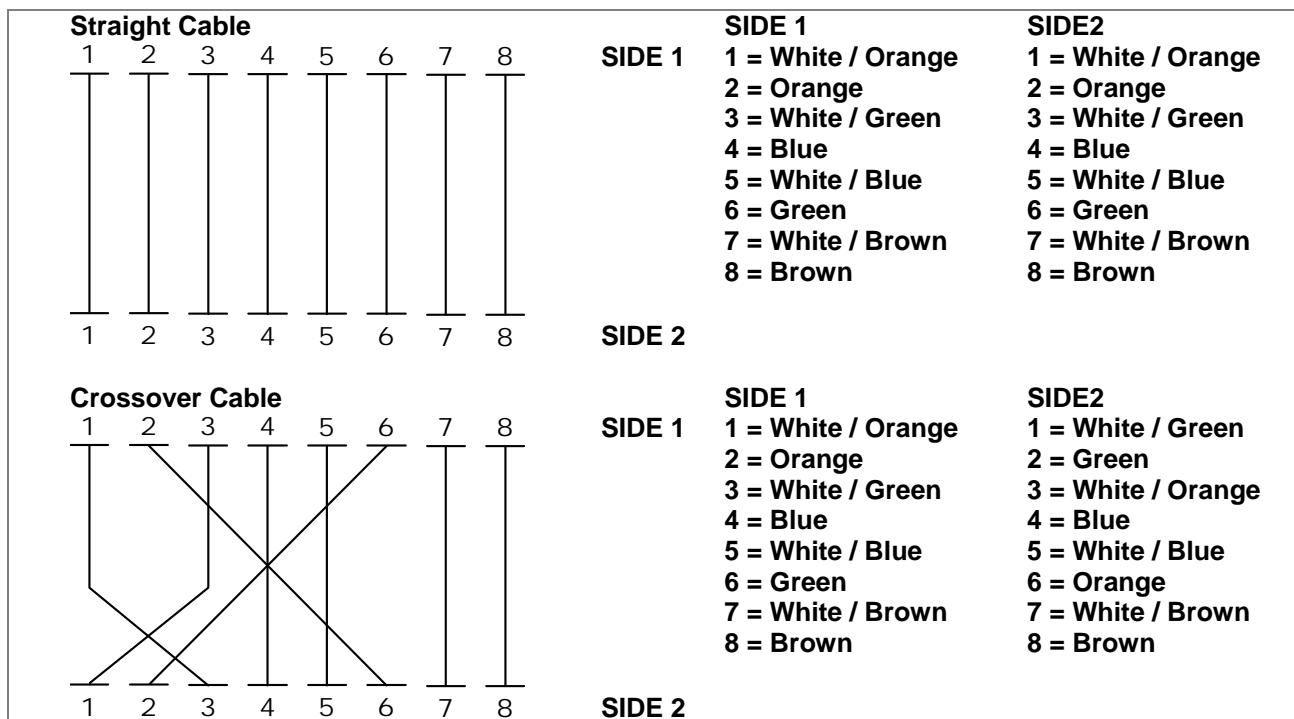 Straight Cable SIDE 1 SIDE2
1 2 3 4 5 6 7 8 SIDE 1 1 = White / Orange 1 = White / Orange
2 = Orange 2 = Orange
3 = White / Green 3 = White / Green
4 = Blue 4 = Blue
5 = White / Blue 5 = White / Blue
6 = Green 6 = Green
7 = White / Brown 7 = White / Brown
8 = Brown 8 = Brown
1 2 3 4 5 6 7 8 SIDE 2
Crossover Cable SIDE 1 SIDE2
1 2 3 4 5 6 7 8 SIDE 1 1 = White / Orange 1 = White / Green
2 = Orange 2 = Green
3 = White / Green 3 = White / Orange
4 = Blue 4 = Blue
5 = White / Blue 5 = White / Blue
6 = Green 6 = Orange
7 = White / Brown 7 = White / Brown
8 = Brown 8 = Brown
1 2 3 4 5 6 7 8 SIDE 2